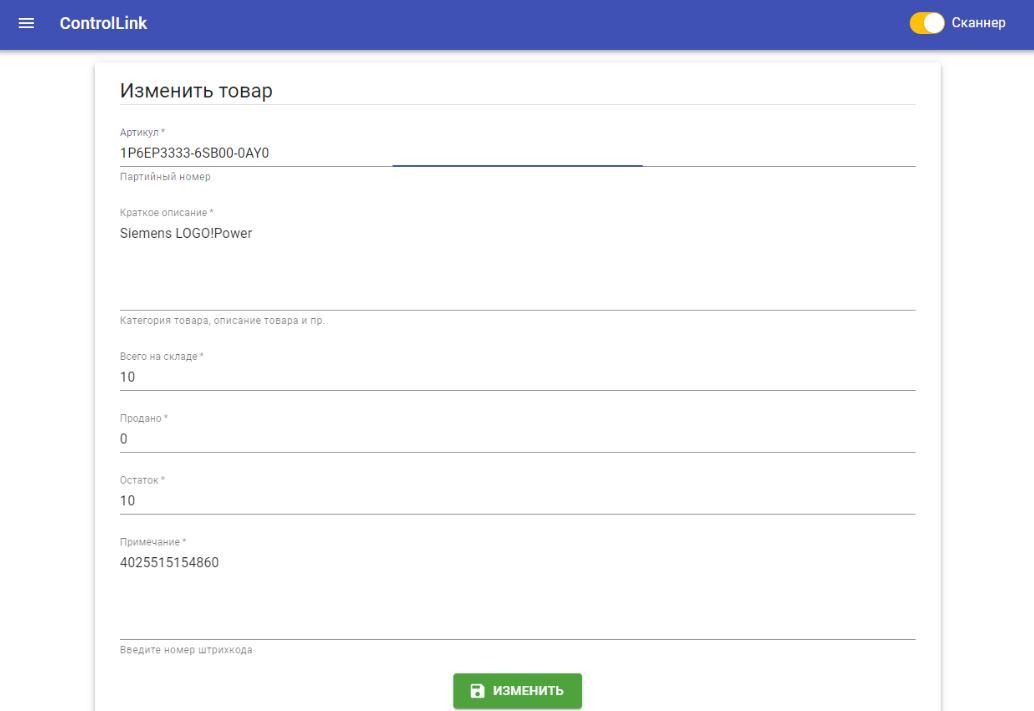 ControlLink
Сканнер
Изменить товар
Артикул *
1P6EP3333-6SB00-0AY0
Партийный номер
Краткое описание *
Siemens LOGO!Power
Категория товара, описание товара и пр.
Всего на складе *
10
Продано *
0
Остаток *
10
Примечание *
4025515154860
Введите номер штрихкода
ИЗМЕНИТЬ